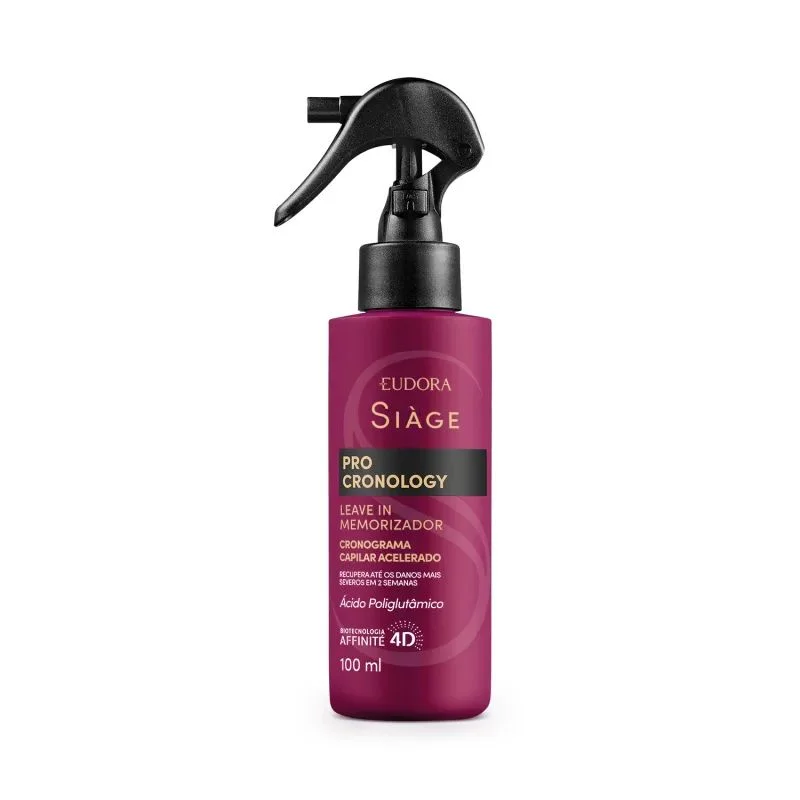 EUDORA
SIÀGE
PRO
CRONOLOGY
LEAVE IN
MEMORIZADOR
CRONOGRAMA
CAPILAR ACELERADO
RECUPERA ATÉ OS DANOS MAIS
SEVEROS EM 2 SEMANAS
Ácido Poliglutâmico
BIOTECNOLOGIA
AFFINITÉ 4D
100 ml